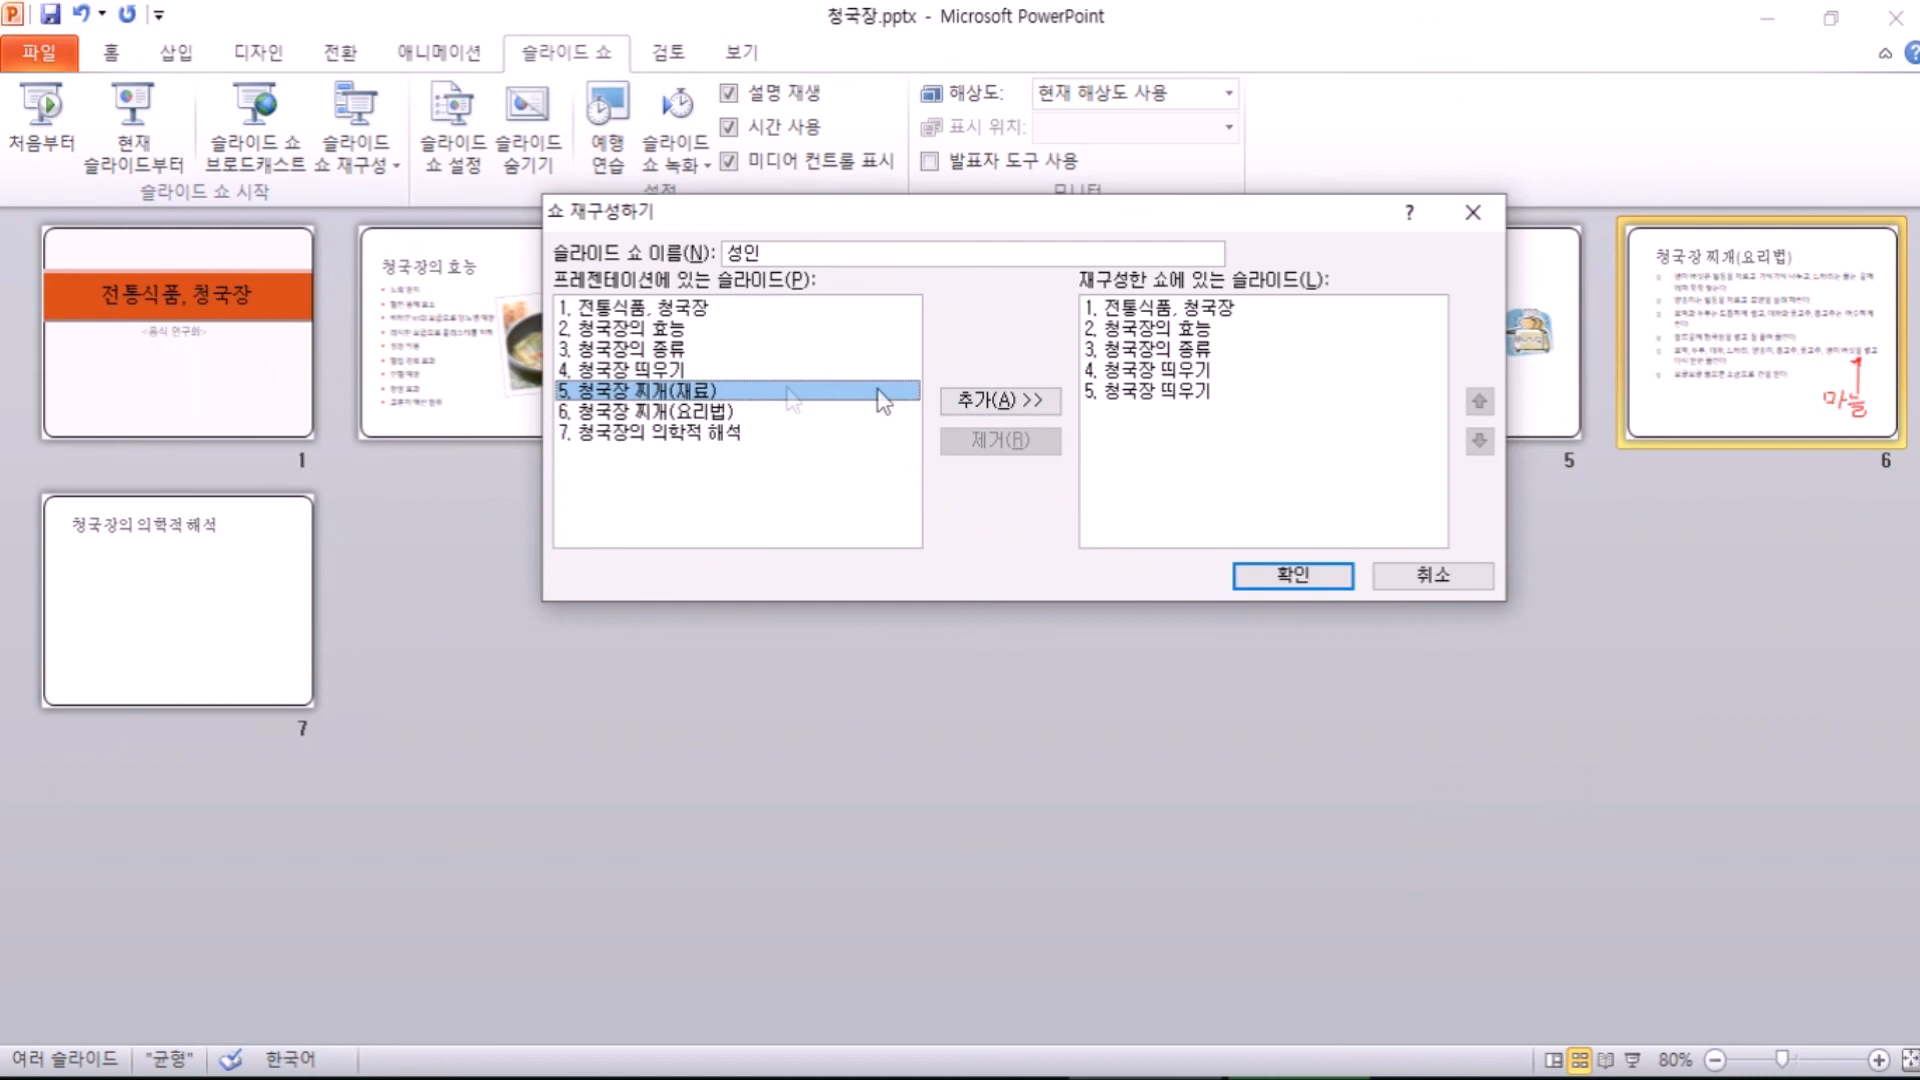 청국장.pptx - Microsoft PowerPoint
파일 홈 삽입 디자인 전환 애니메이션 슬라이드 쇼 검토 보기
처음부터
현재
슬라이드부터
슬라이드 쇼
브로드캐스트
슬라이드
쇼 재구성
슬라이드
쇼 설정
슬라이드
숨기기
예행
연습
슬라이드
쇼 녹화
설명 재생
시간 사용
미디어 컨트롤 표시
해상도: 현재 해상도 사용
표시 위치:
발표자 도구 사용
슬라이드 쇼 시작
설정
모니터
쇼 재구성하기
슬라이드 쇼 이름(N): 성인
프레젠테이션에 있는 슬라이드(P):
1. 전통식품, 청국장
2. 청국장의 효능
3. 청국장의 종류
4. 청국장 띄우기
5. 청국장 찌개(재료)
6. 청국장 찌개(요리법)
7. 청국장의 의학적 해석
추가(A) >>
제거(R)
재구성한 쇼에 있는 슬라이드(L):
1. 전통식품, 청국장
2. 청국장의 효능
3. 청국장의 종류
4. 청국장 띄우기
5. 청국장 띄우기
확인 취소
전통식품, 청국장
<음식 연구회>
1
청국장의 효능
5
청국장 찌개(요리법)
마늘
6
청국장의 의학적 해석
7
여러 슬라이드 "균형" 한국어 80%